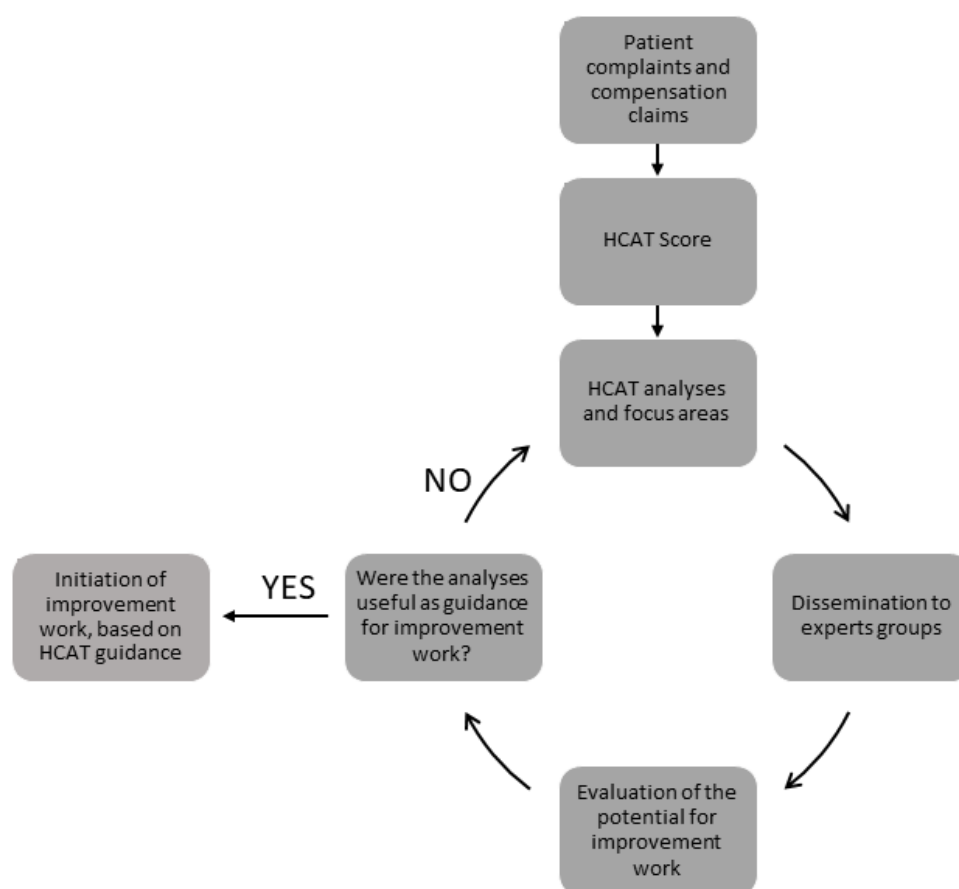 Patient
complaints and
compensation
claims
HCAT Score
HCAT analyses
and focus areas
NO
YES
Initiation of
improvement
work, based on
HCAT guidance
Were the analyses
useful as guidance
for improvement
work?
Dissemination to
experts groups
Evaluation of the
potential for
improvement
work